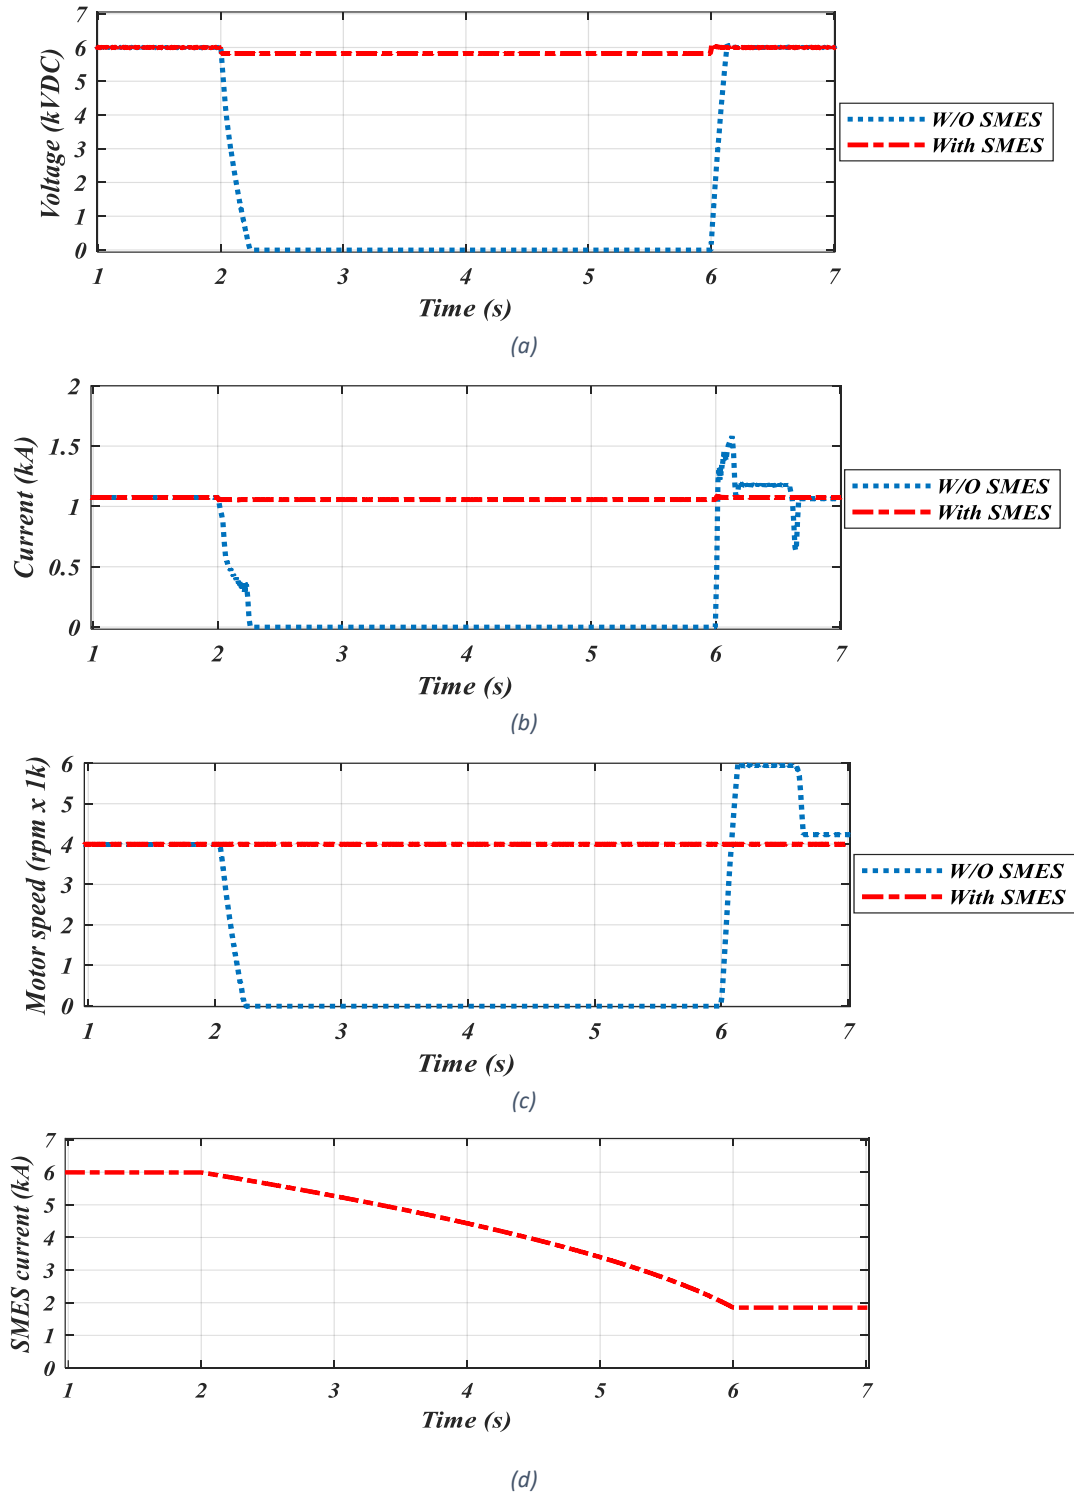 7
6
5
4
3
2
1
0
Voltage (kVDC)
1 2 3 4 5 6 7
Time (s)
W/O SMES
With SMES
(a)
2
1.5
1
0.5
0
Current (kA)
1 2 3 4 5 6 7
Time (s)
W/O SMES
With SMES
(b)
6
5
4
3
2
1
0
Motor speed (rpm x 1k)
1 2 3 4 5 6 7
Time (s)
W/O SMES
With SMES
(c)
7
6
5
4
3
2
1
0
SMES current (kA)
1 2 3 4 5 6 7
Time (s)
(d)